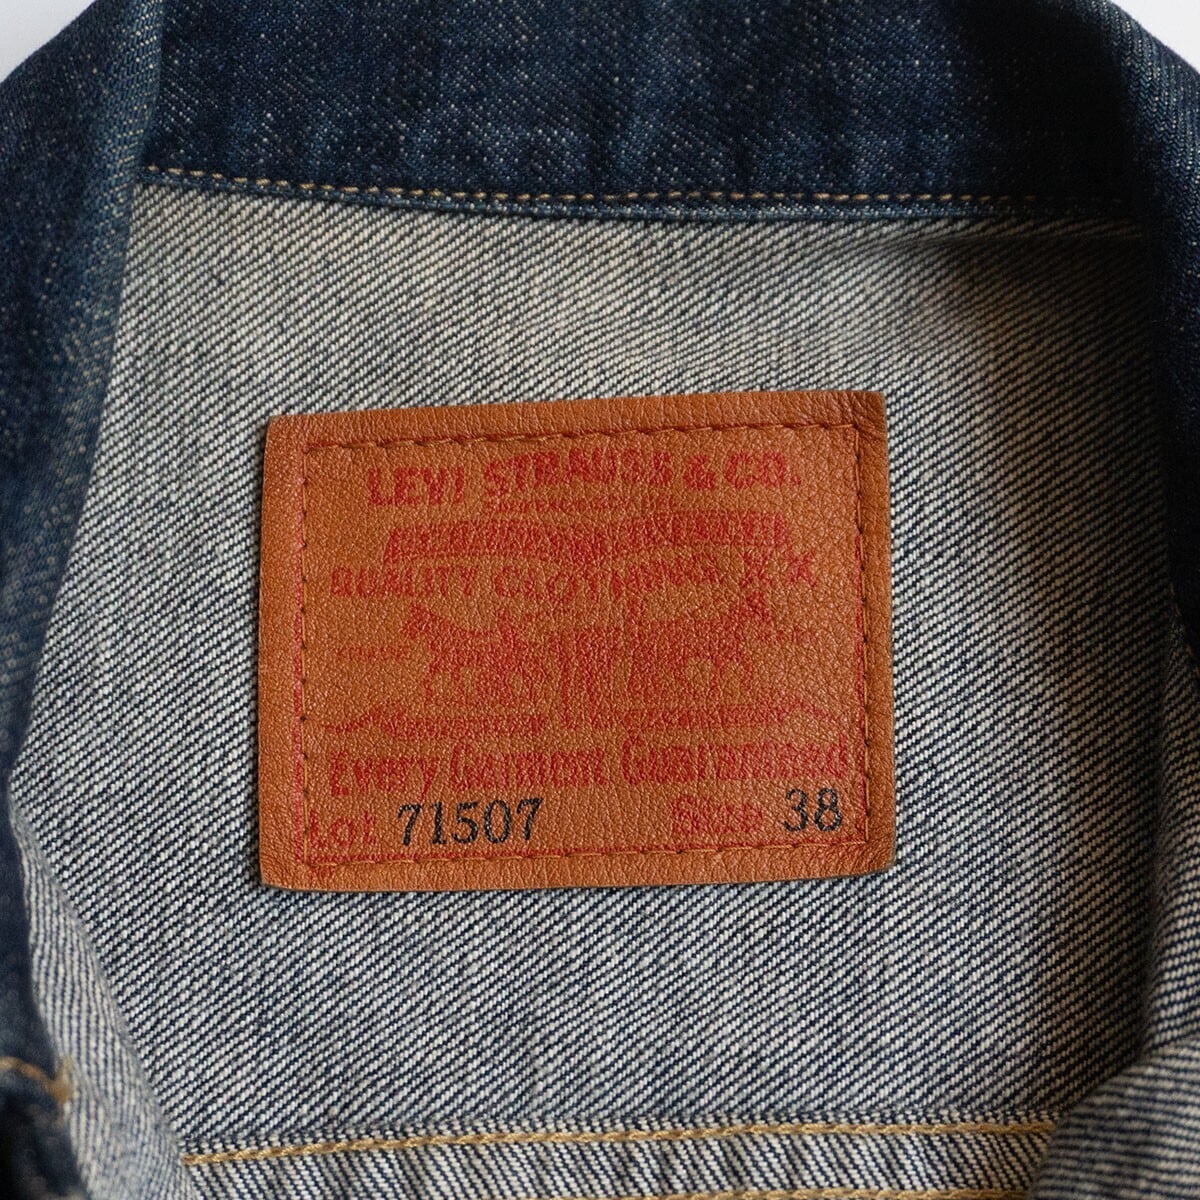 LEVI STRAUSS & CO.
QUALITY CLOTHING XX
Every Garment Guaranteed
Lot 71507 Size 38